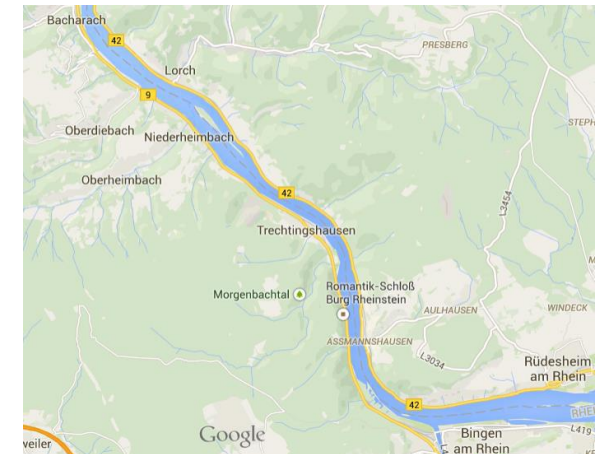 Bacharach
42
PRESBERG
Lorch
9
STEPH
Oberdiebach
Niederheimbach
Oberheimbach
42
L3454
Trechtingshausen
Morgenbachtal
Romantik-Schloß
Burg Rheinstein
AULHAUSEN
WINDECK
ASSMANNSHAUSEN
L3034
Rüdesheim
am Rhein
42
RHE
Google
L419
Bingen
am Rhein
weiler